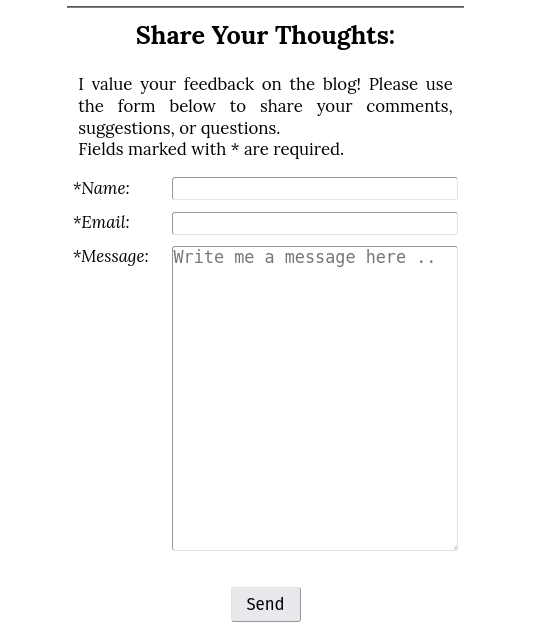 Share Your Thoughts:
I value your feedback on the blog! Please use
the form below to share your comments,
suggestions, or questions.
Fields marked with * are required.
*Name:
*Email:
*Message:
Write me a message here ..
Send